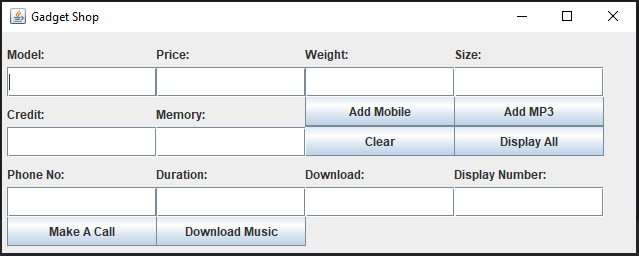 Gadget Shop
Model: Price: Weight: Size:
Add Mobile Add MP3
Credit: Memory:
Clear Display All
Phone No: Duration: Download: Display Number:
Make A Call Download Music